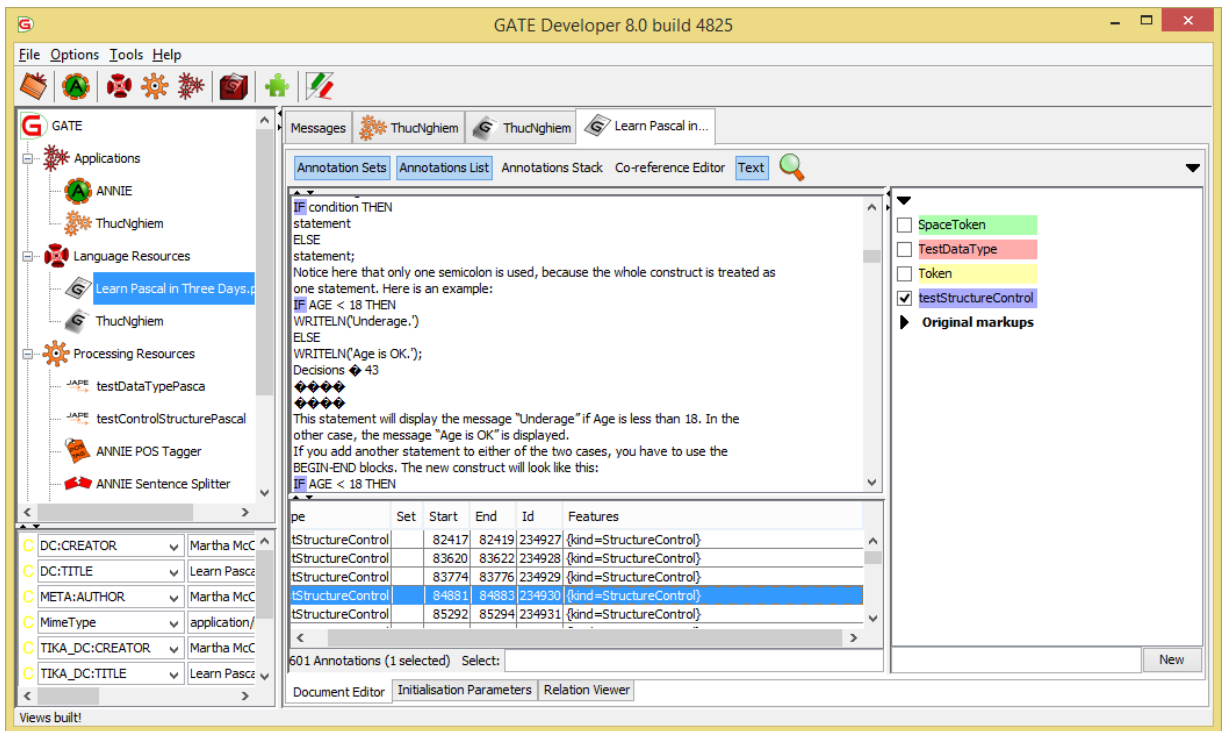 GATE Developer 8.0 build 4825
File Options Tools Help
GATE
Applications
ANNIE
ThucNghiem
Language Resources
Learn Pascal in Three Days.p
ThucNghiem
Processing Resources
JAPE testDataTypePasca
JAPE testControlStructurePascal
ANNIE POS Tagger
ANNIE Sentence Splitter
C DC:CREATOR Martha McC
C DC:TITLE Learn Pasca
C META:AUTHOR Martha McC
C MimeType application/
C TIKA_DC:CREATOR Martha McC
C TIKA_DC:TITLE Learn Pasca
Messages ThucNghiem ThucNghiem Learn Pascal in...
Annotation Sets Annotations List Annotations Stack Co-reference Editor Text
IF condition THEN
statement
ELSE
statement;
Notice here that only one semicolon is used, because the whole construct is treated as
one statement. Here is an example:
IF AGE < 18 THEN
WRITELN('Underage.')
ELSE
WRITELN('Age is OK.');
Decisions � 43
����
����
This statement will display the message "Underage" if Age is less than 18. In the
other case, the message "Age is OK" is displayed.
If you add another statement to either of the two cases, you have to use the
BEGIN-END blocks. The new construct will look like this:
IF AGE < 18 THEN
SpaceToken
TestDataType
Token
testStructureControl
Original markups
pe Set Start End Id Features
tStructureControl 82417 82419 234927 {kind=StructureControl}
tStructureControl 83620 83622 234928 {kind=StructureControl}
tStructureControl 83774 83776 234929 {kind=StructureControl}
tStructureControl 84881 84883 234930 {kind=StructureControl}
tStructureControl 85292 85294 234931 {kind=StructureControl}
601 Annotations (1 selected) Select:
New
Document Editor Initialisation Parameters Relation Viewer
Views built!